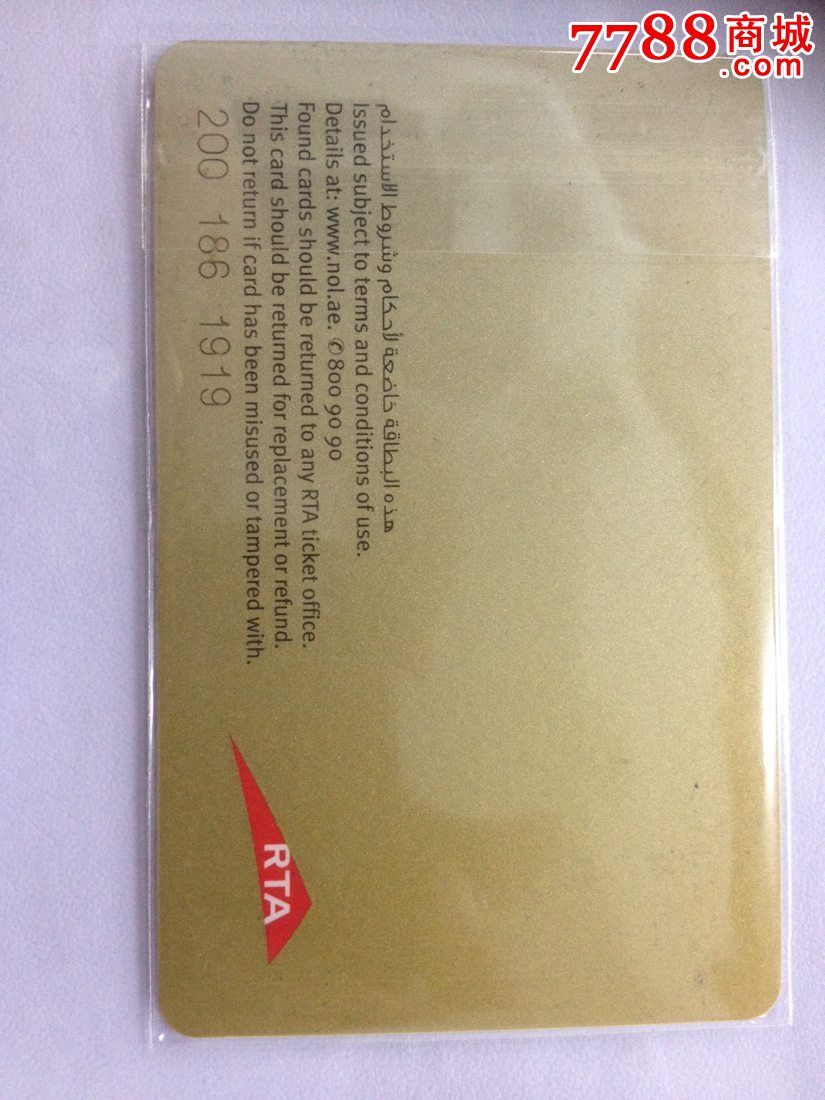 7788商城
.com
هذه البطاقة خاضعة لأحكام وشروط الاستخدام
Issued subject to terms and conditions of use.
Details at: www.nol.ae. ✆800 90 90
Found cards should be returned to any RTA ticket office.
This card should be returned for replacement or refund.
Do not return if card has been misused or tampered with.
200 186 1919
RTA